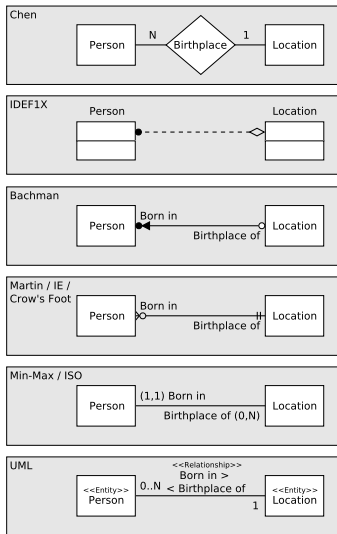 Chen
Person
N
Birthplace
1
Location
IDEF1X
Person
Location
Bachman
Person
Born in
Birthplace of
Location
Martin / IE /
Crow's Foot
Person
Born in
Birthplace of
Location
Min-Max / ISO
Person
(1,1) Born in
Birthplace of (0,N)
Location
UML
<<Entity>>
Person
0..N
<<Relationship>>
Born in >
< Birthplace of
1
<<Entity>>
Location